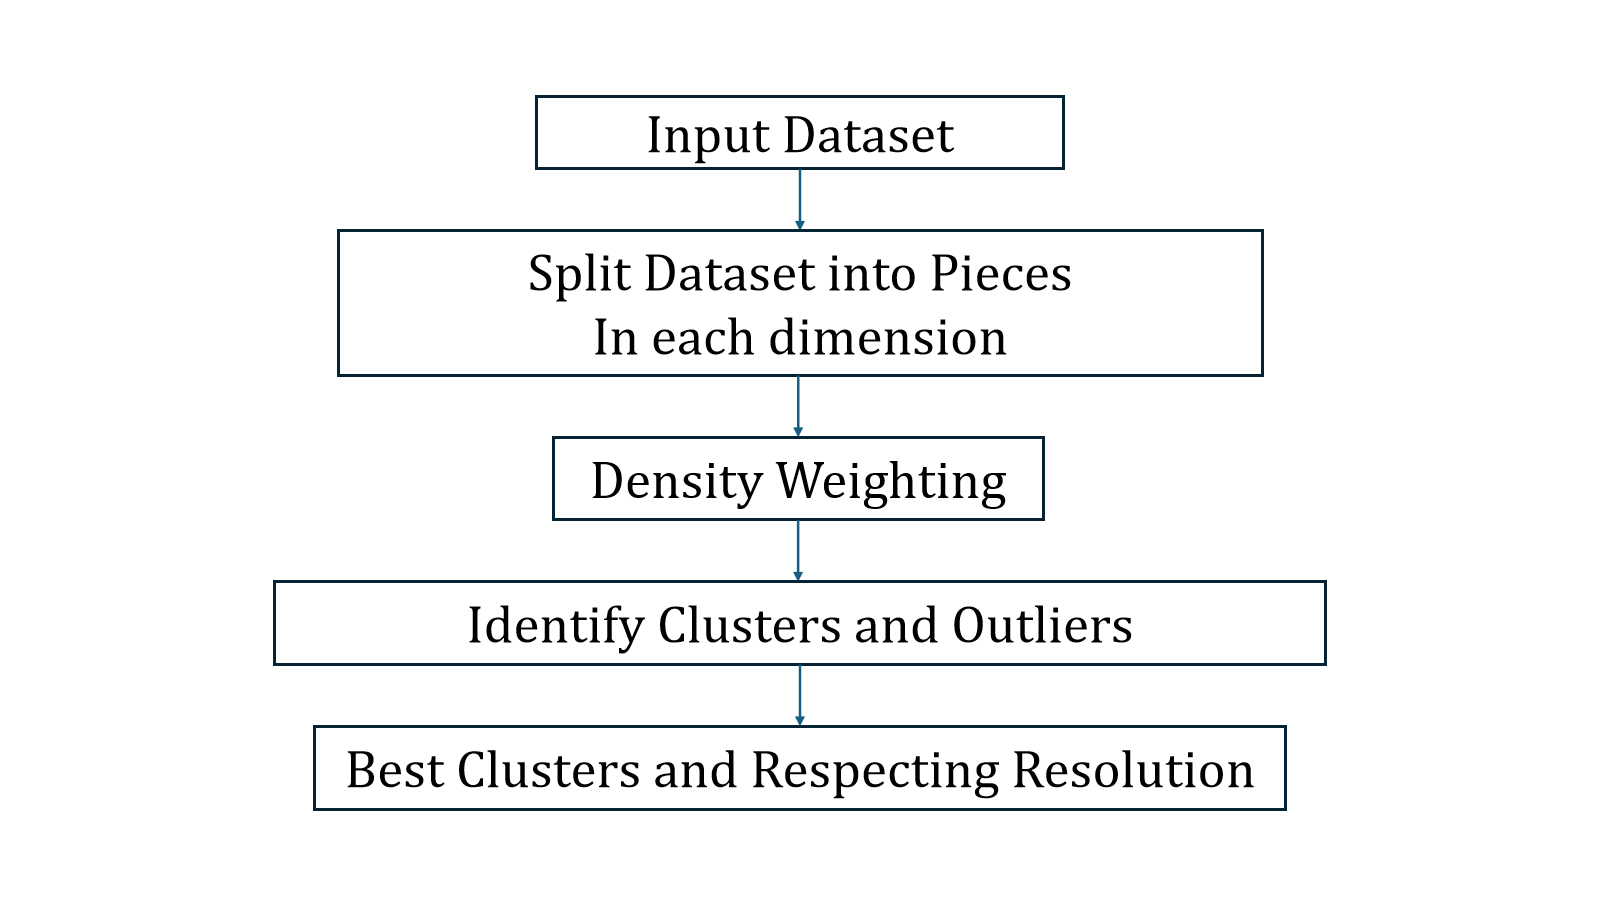 Input Dataset
Split Dataset into Pieces
In each dimension
Density Weighting
Identify Clusters and Outliers
Best Clusters and Respecting Resolution